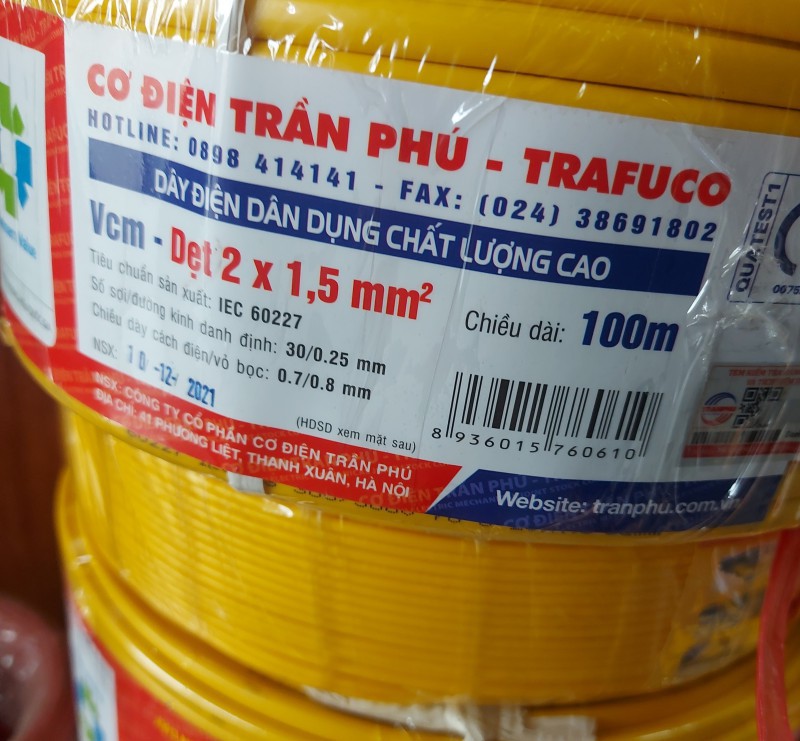 CƠ ĐIỆN TRẦN PHÚ - TRAFUCO
HOTLINE: 0898 414141 - FAX: (024) 38691802
DÂY ĐIỆN DÂN DỤNG CHẤT LƯỢNG CAO
Vcm - Dẹt 2 x 1,5 mm²
Tiêu chuẩn sản xuất: IEC 60227
Số sợi/đường kính danh định: 30/0.25 mm
Chiều dày cách điện/vỏ bọc: 0.7/0.8 mm
NSX: 10-12-2021
Chiều dài: 100m
QUATEST1
8 936015 760610
(HDSD xem mặt sau)
NSX: CÔNG TY CỔ PHẦN CƠ ĐIỆN TRẦN PHÚ
ĐỊA CHỈ: 41 PHƯƠNG LIỆT, THANH XUÂN, HÀ NỘI
Website: tranphu.com.vn